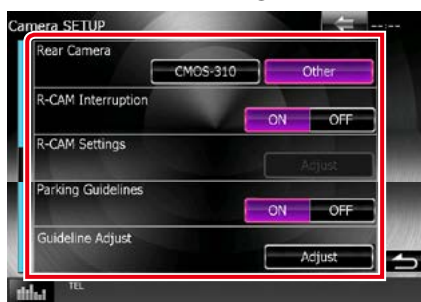 Camera SETUP
--:--
Rear Camera
CMOS-310 Other
R-CAM Interruption
ON OFF
R-CAM Settings
Adjust
Parking Guidelines
ON OFF
Guideline Adjust
Adjust
TEL